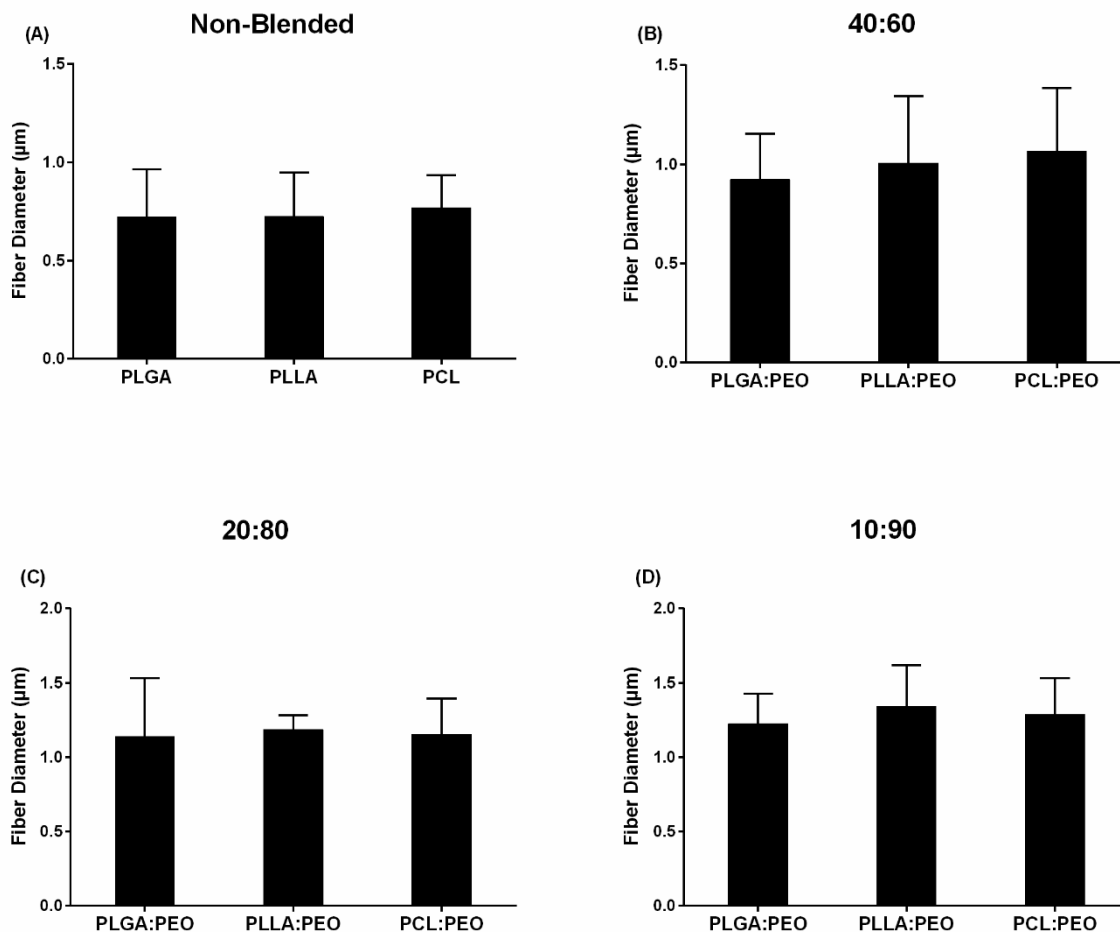 Non-Blended
(A)
1.5
1.0
0.5
0.0
Fiber Diameter (µm)
PLGA PLLA PCL
40:60
(B)
1.5
1.0
0.5
0.0
Fiber Diameter (µm)
PLGA:PEO PLLA:PEO PCL:PEO
20:80
(C)
2.0
1.5
1.0
0.5
0.0
Fiber Diameter (µm)
PLGA:PEO PLLA:PEO PCL:PEO
10:90
(D)
2.0
1.5
1.0
0.5
0.0
Fiber Diameter (µm)
PLGA:PEO PLLA:PEO PCL:PEO